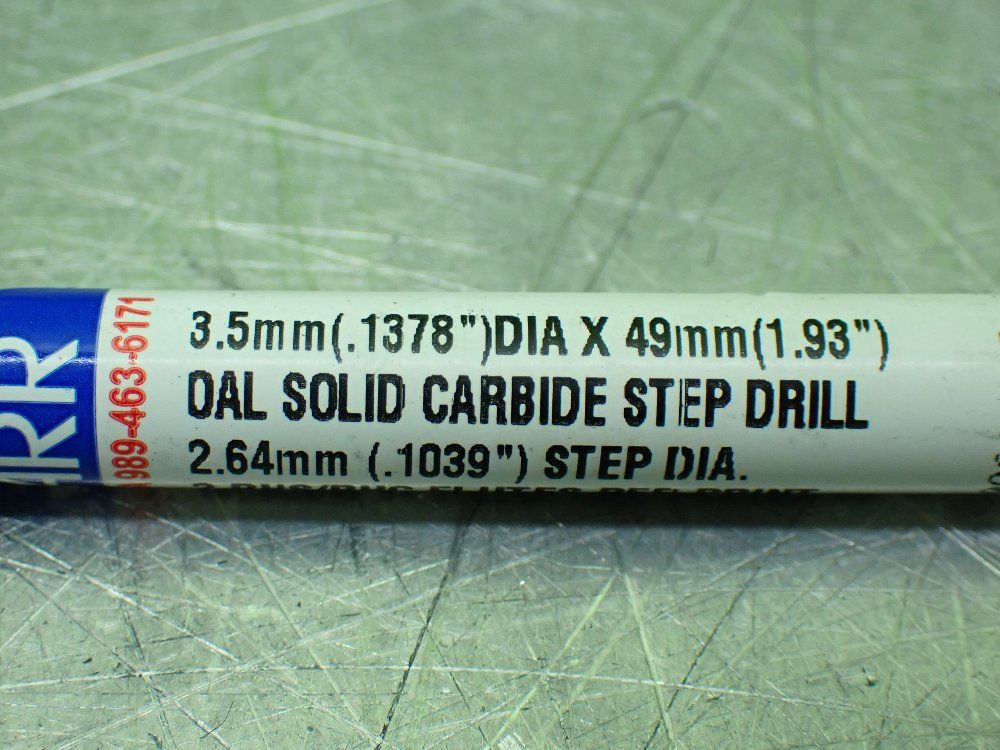 3.5mm(.1378")DIA X 49mm(1.93")
OAL SOLID CARBIDE STEP DRILL
2.64mm (.1039") STEP DIA.
989-463-6171